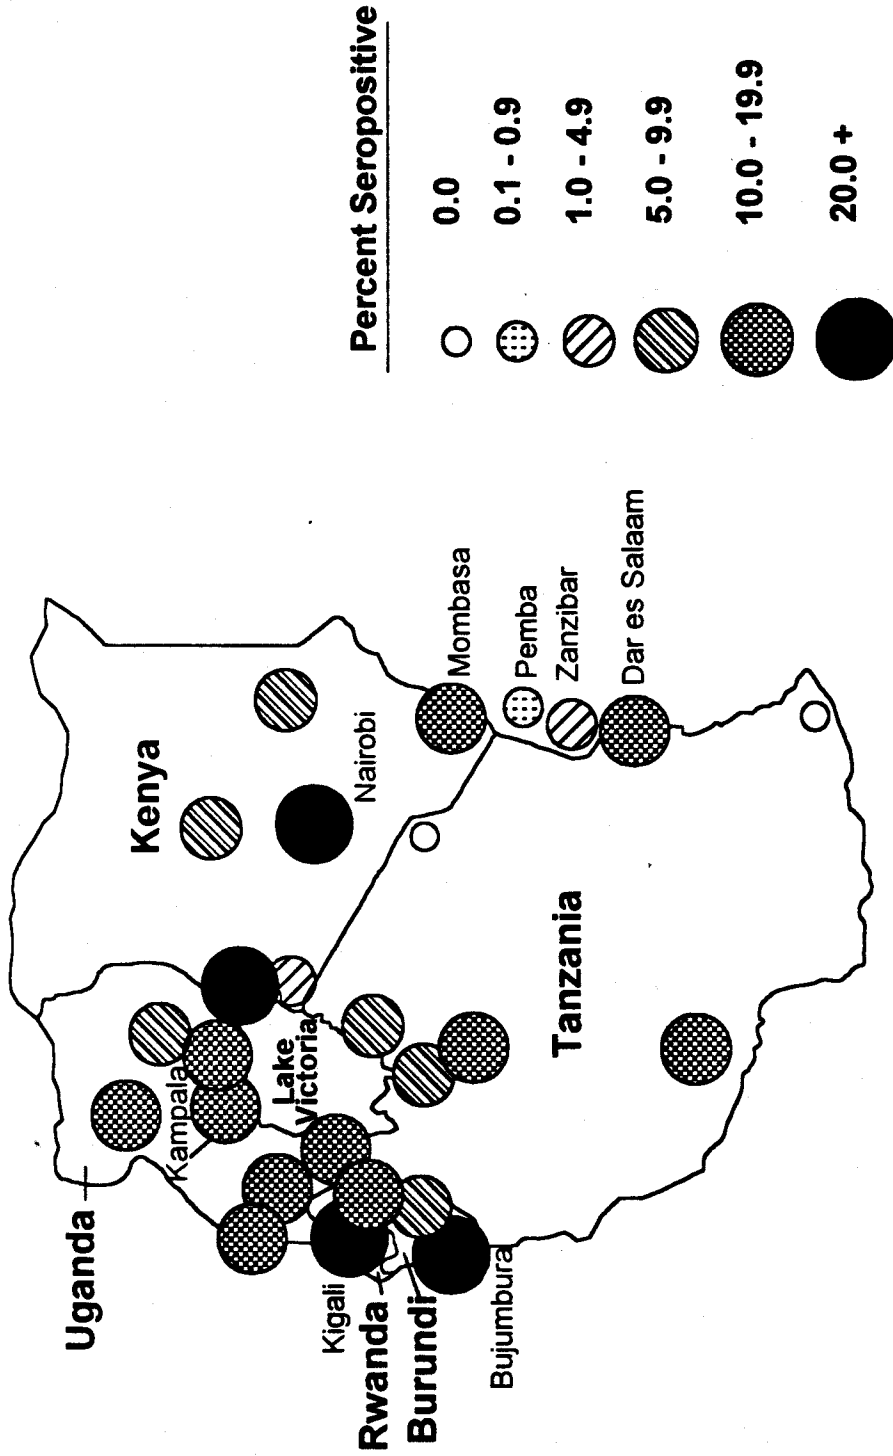 Uganda
Kenya
Kampala
Lake
Victoria
Nairobi
Kigali
Rwanda
Burundi
Bujumbura
Mombasa
Pemba
Zanzibar
Tanzania
Dar es Salaam
Percent Seropositive
0.0
0.1 - 0.9
1.0 - 4.9
5.0 - 9.9
10.0 - 19.9
20.0 +